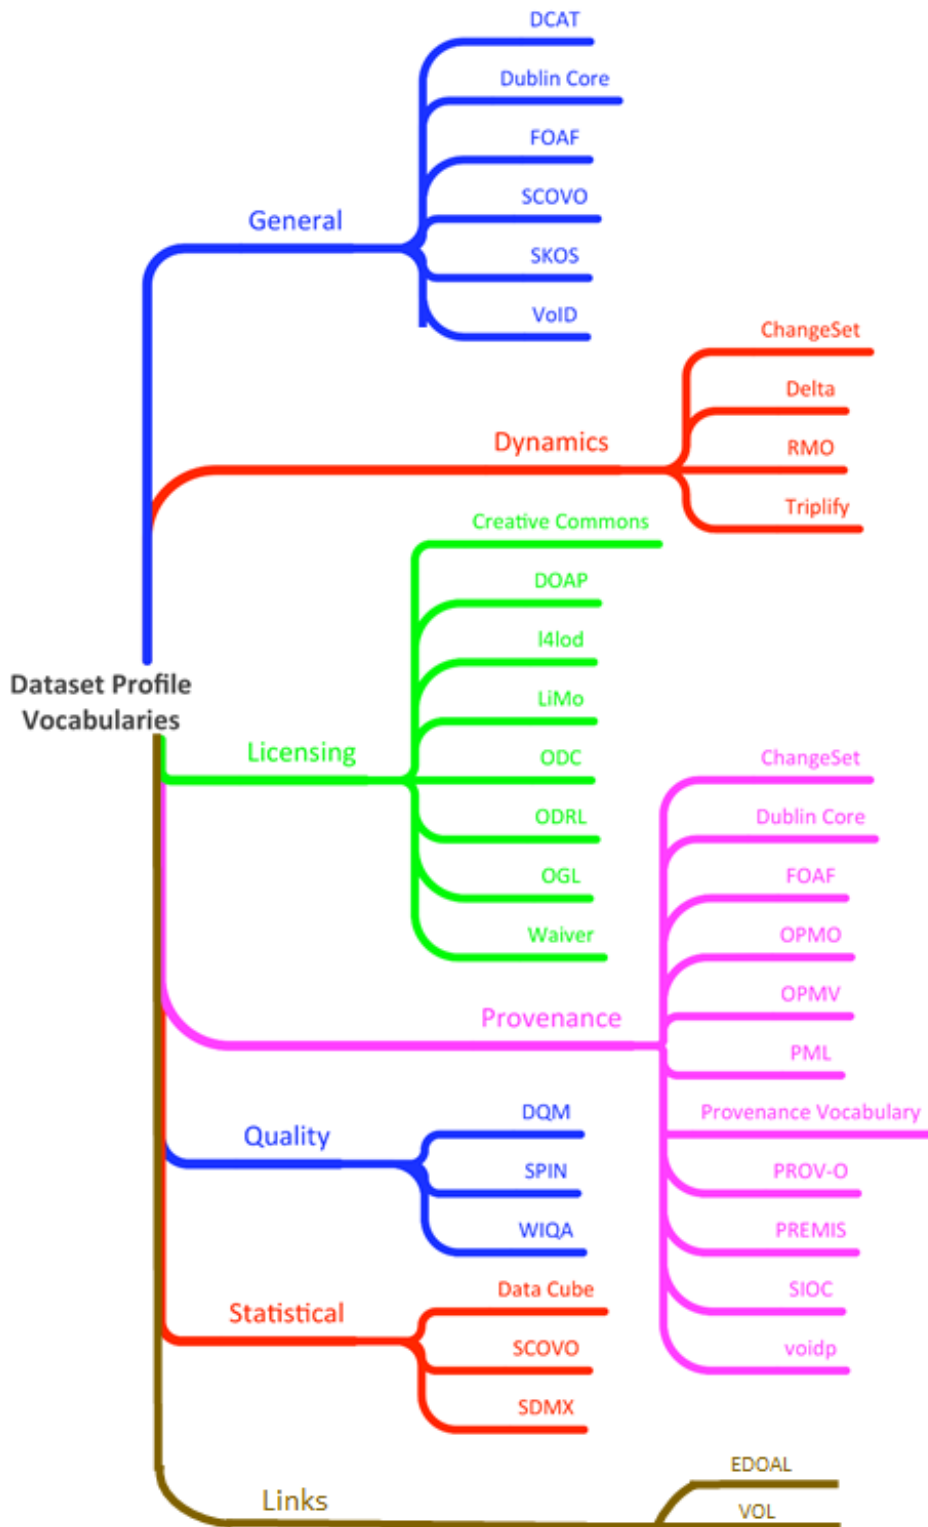 DCAT
Dublin Core
FOAF
SCOVO
General
SKOS
VoID
ChangeSet
Delta
Dynamics
RMO
Triplify
Creative Commons
DOAP
l4lod
Dataset Profile
Vocabularies
LiMo
Licensing
ODC
ODRL
OGL
Waiver
ChangeSet
Dublin Core
FOAF
OPMO
OPMV
Provenance
PML
Provenance Vocabulary
PROV-O
PREMIS
SIOC
voidp
Quality
DQM
SPIN
WIQA
Statistical
Data Cube
SCOVO
SDMX
Links
EDOAL
VOL